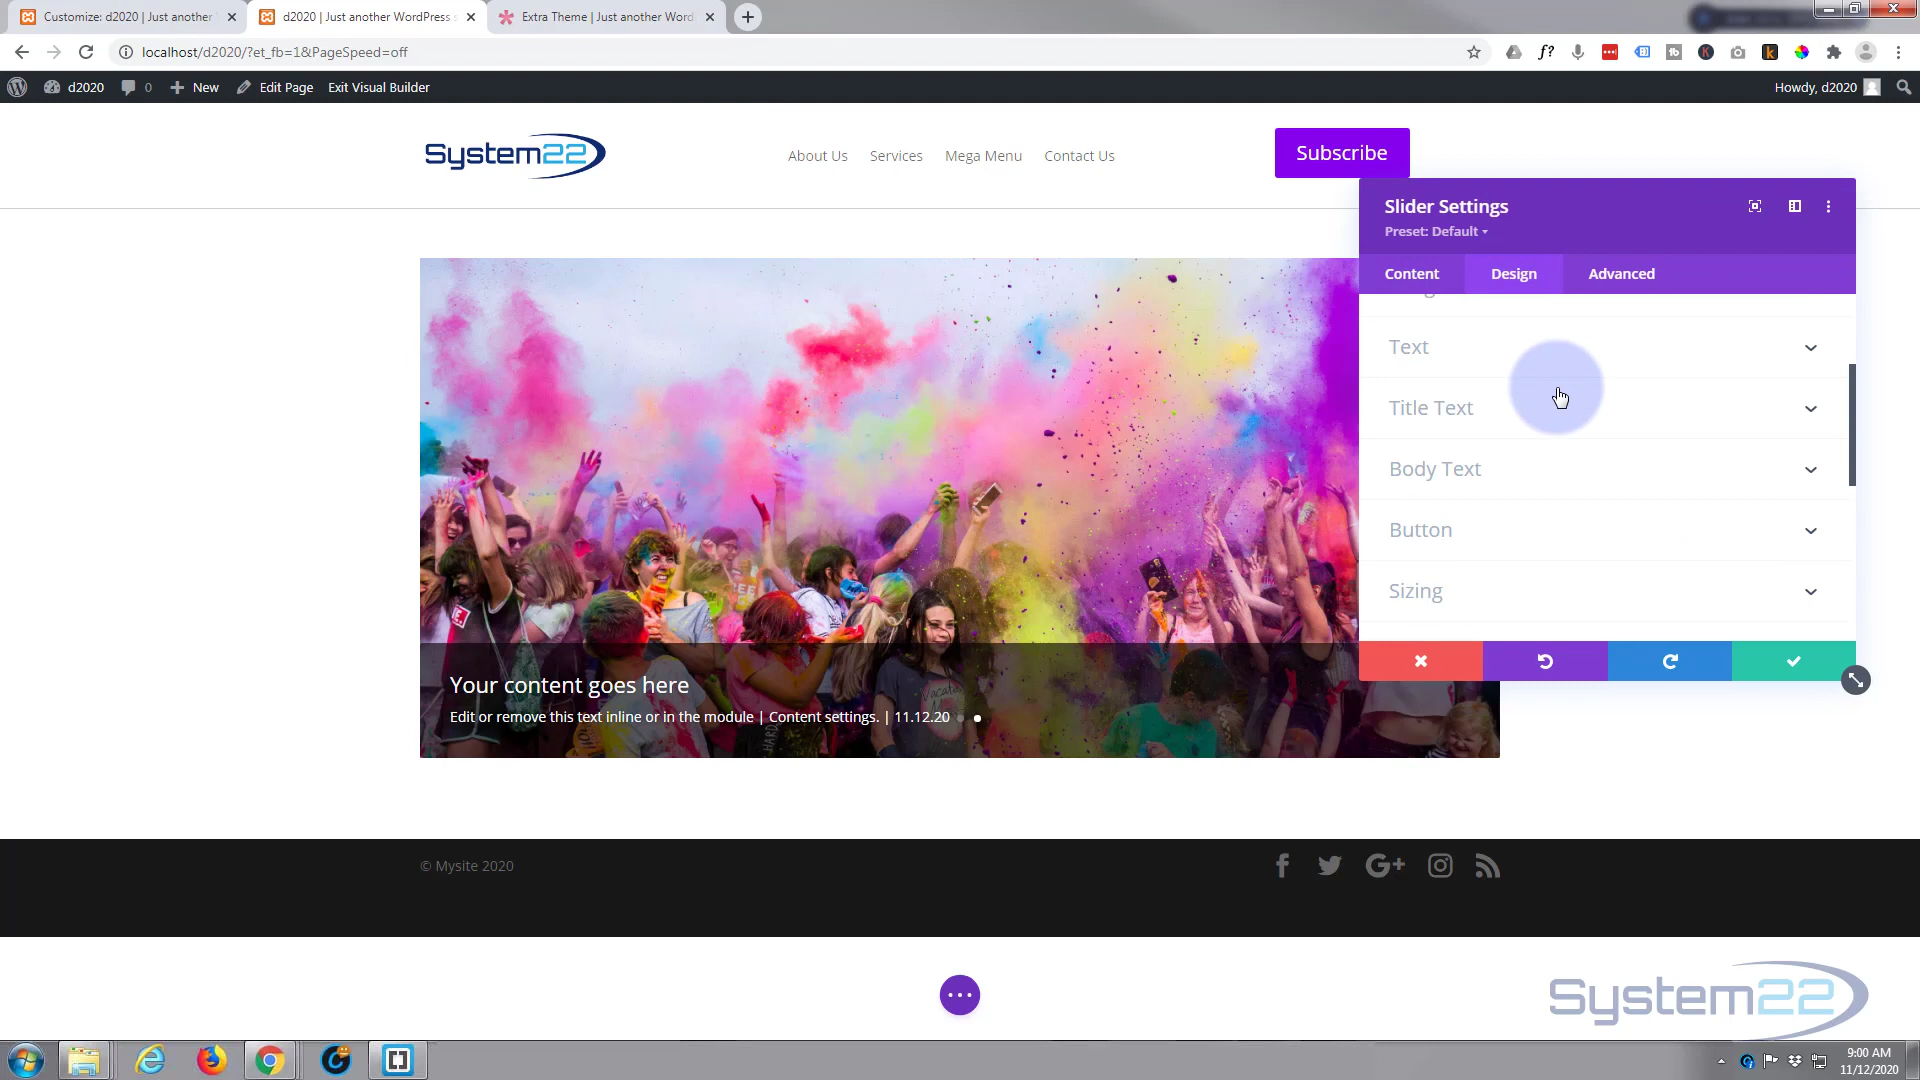 Customize: d2020 | Just another
d2020 | Just another WordPress s
Extra Theme | Just another Word
localhost/d2020/?et_fb=1&PageSpeed=off
d2020
0
New
Edit Page
Exit Visual Builder
Howdy, d2020
System22
About Us
Services
Mega Menu
Contact Us
Subscribe
Slider Settings
Preset: Default
Content
Design
Advanced
Text
Title Text
Body Text
Button
Sizing
Your content goes here
Edit or remove this text inline or in the module | Content settings. | 11.12.20
© Mysite 2020
System22
9:00 AM
11/12/2020